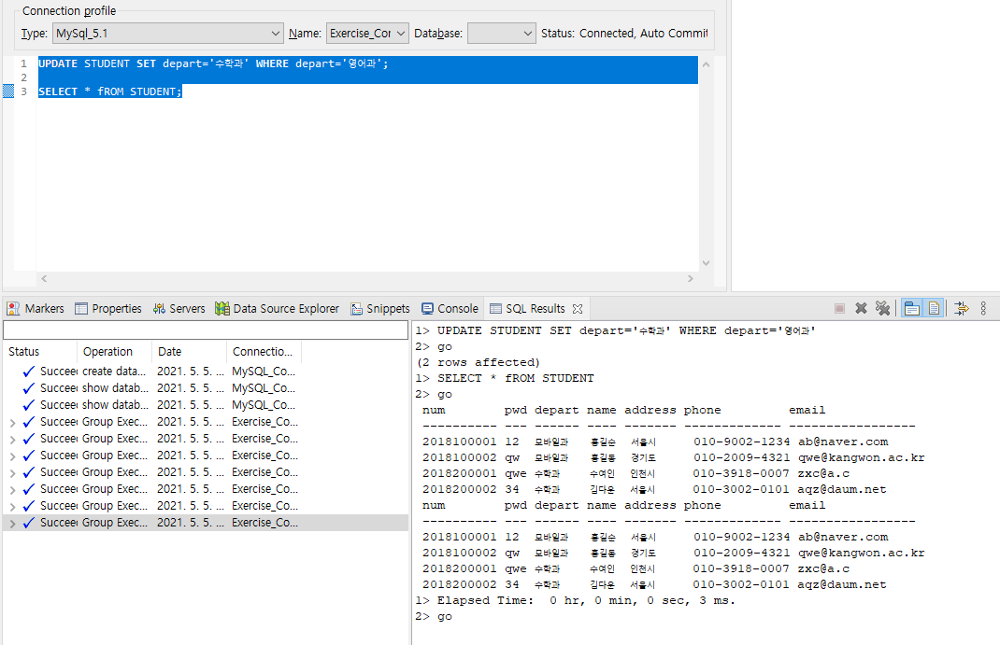 Connection profile
Type: MySql_5.1 Name: Exercise_Cor Database: Status: Connected, Auto Commit
1 UPDATE STUDENT SET depart='수학과' WHERE depart='영어과';
2
3 SELECT * fROM STUDENT;
Markers Properties Servers Data Source Explorer Snippets Console SQL Results
Status Operation Date Connectio...
Succee create data... 2021. 5. 5. ... MySQL_Co...
Succee show datab... 2021. 5. 5. ... MySQL_Co...
Succee show datab... 2021. 5. 5. ... MySQL_Co...
Succee Group Exec... 2021. 5. 5. ... Exercise_Co...
Succee Group Exec... 2021. 5. 5. ... Exercise_Co...
Succee Group Exec... 2021. 5. 5. ... Exercise_Co...
Succee Group Exec... 2021. 5. 5. ... Exercise_Co...
Succee Group Exec... 2021. 5. 5. ... Exercise_Co...
Succee Group Exec... 2021. 5. 5. ... Exercise_Co...
Succee Group Exec... 2021. 5. 5. ... Exercise_Co...
1> UPDATE STUDENT SET depart='수학과' WHERE depart='영어과'
2> go
(2 rows affected)
1> SELECT * fROM STUDENT
2> go
num pwd depart name address phone email
---------- --- ------ ---- ------- ------------- -----------------
2018100001 12 모바일과 홍길순 서울시 010-9002-1234 ab@naver.com
2018100002 qw 모바일과 홍길동 경기도 010-2009-4321 qwe@kangwon.ac.kr
2018200001 qwe 수학과 수여인 인천시 010-3918-0007 zxc@a.c
2018200002 34 수학과 김다운 서울시 010-3002-0101 aqz@daum.net
num pwd depart name address phone email
---------- --- ------ ---- ------- ------------- -----------------
2018100001 12 모바일과 홍길순 서울시 010-9002-1234 ab@naver.com
2018100002 qw 모바일과 홍길동 경기도 010-2009-4321 qwe@kangwon.ac.kr
2018200001 qwe 수학과 수여인 인천시 010-3918-0007 zxc@a.c
2018200002 34 수학과 김다운 서울시 010-3002-0101 aqz@daum.net
1> Elapsed Time: 0 hr, 0 min, 0 sec, 3 ms.
2> go